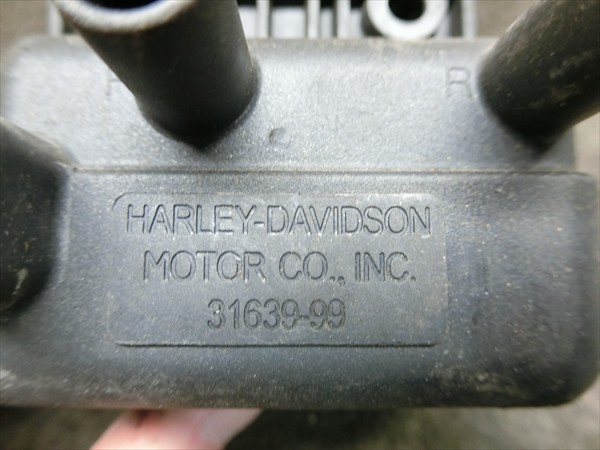 F R
HARLEY-DAVIDSON
MOTOR CO., INC.
31639-99